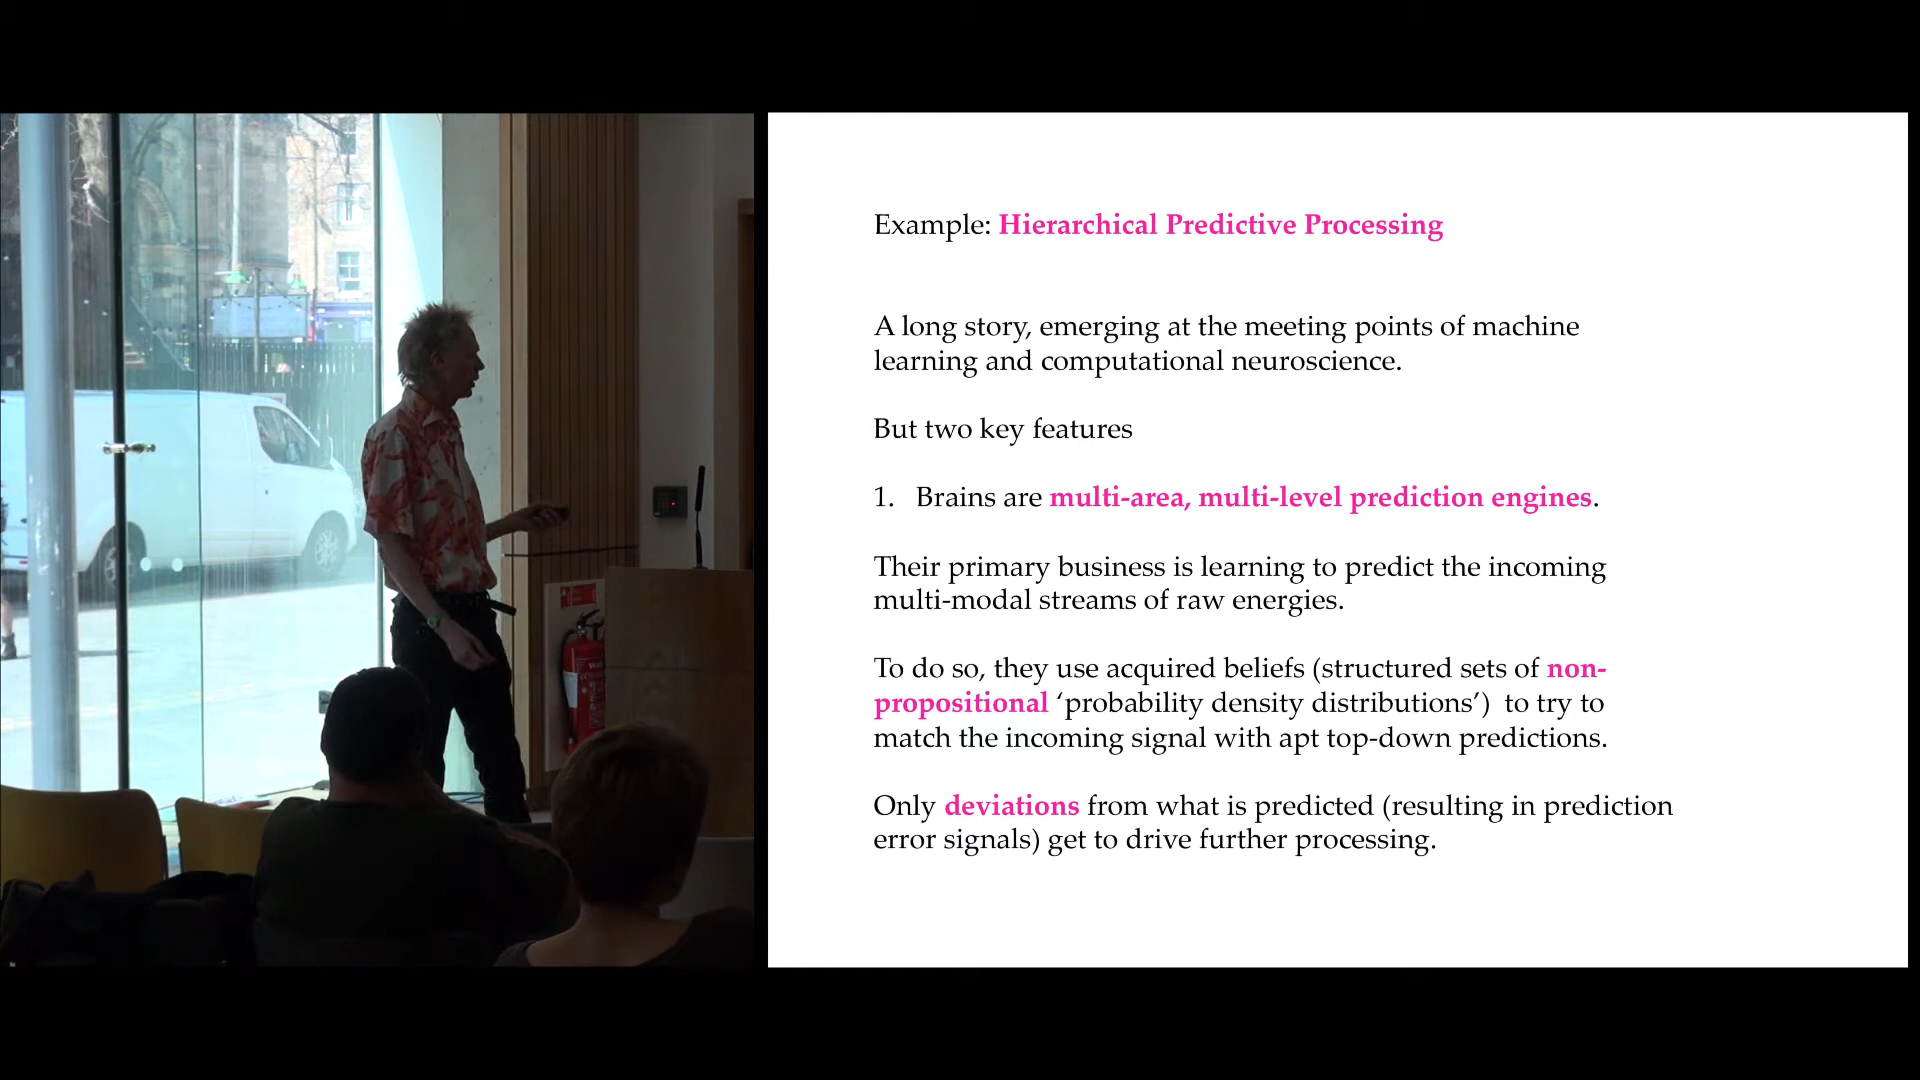 Example: Hierarchical Predictive Processing
A long story, emerging at the meeting points of machine
learning and computational neuroscience.
But two key features
1. Brains are multi-area, multi-level prediction engines.
Their primary business is learning to predict the incoming
multi-modal streams of raw energies.
To do so, they use acquired beliefs (structured sets of non-
propositional ‘probability density distributions’) to try to
match the incoming signal with apt top-down predictions.
Only deviations from what is predicted (resulting in prediction
error signals) get to drive further processing.